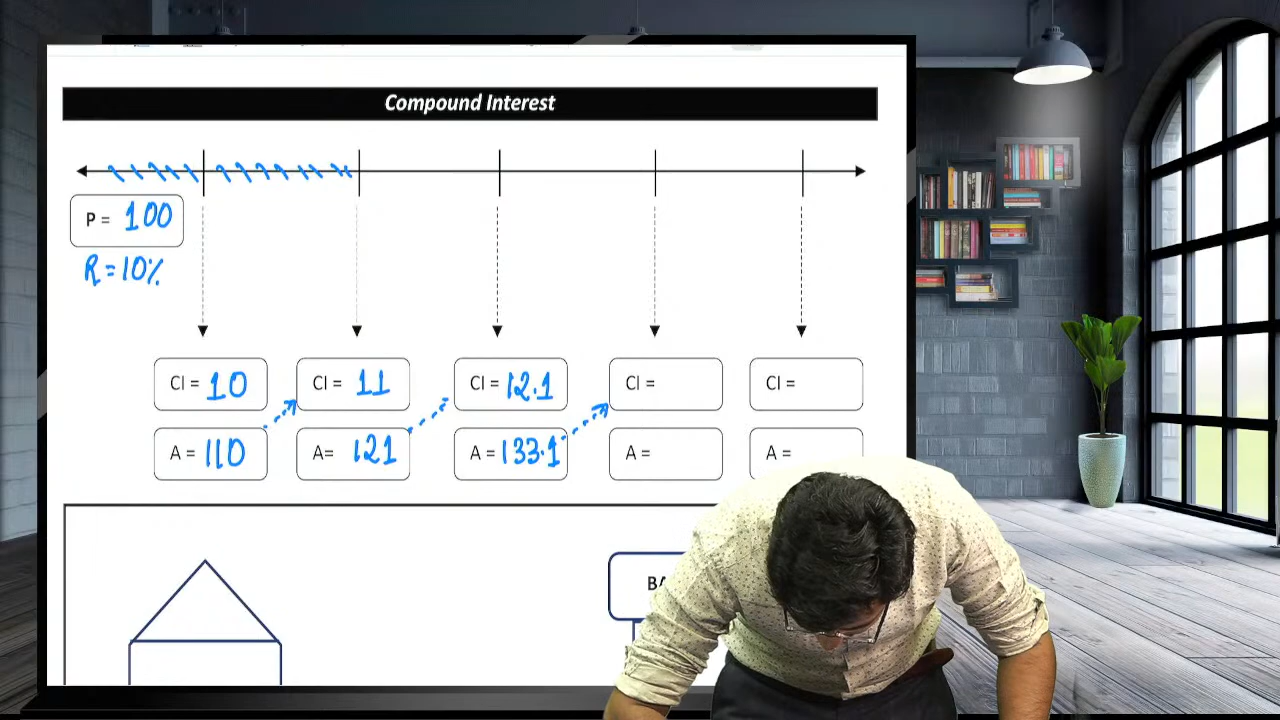 Compound Interest
P = 100
R = 10%
CI = 10
CI = 11
CI = 12.1
CI =
CI =
A = 110
A= 121
A = 133.1
A =
A =